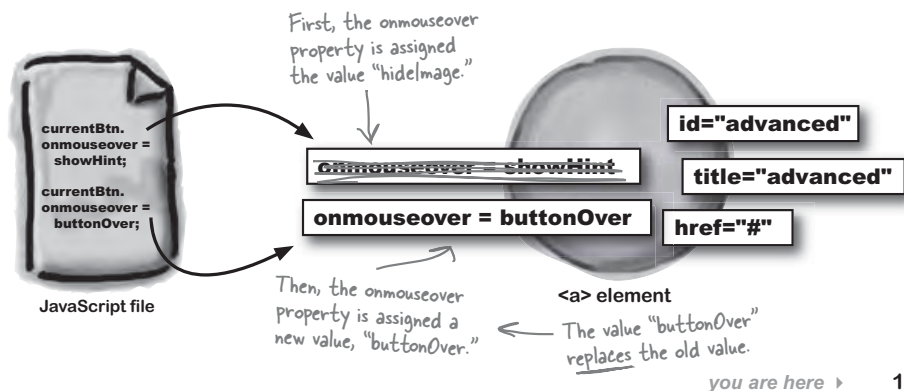 First, the onmouseover
property is assigned
the value "hideImage."
currentBtn.
onmouseover =
showHint;
currentBtn.
onmouseover =
buttonOver;
JavaScript file
onmouseover = showHint
onmouseover = buttonOver
id="advanced"
title="advanced"
href="#"
<a> element
Then, the onmouseover
property is assigned a
new value, "buttonOver."
The value "buttonOver"
replaces the old value.
you are here 1